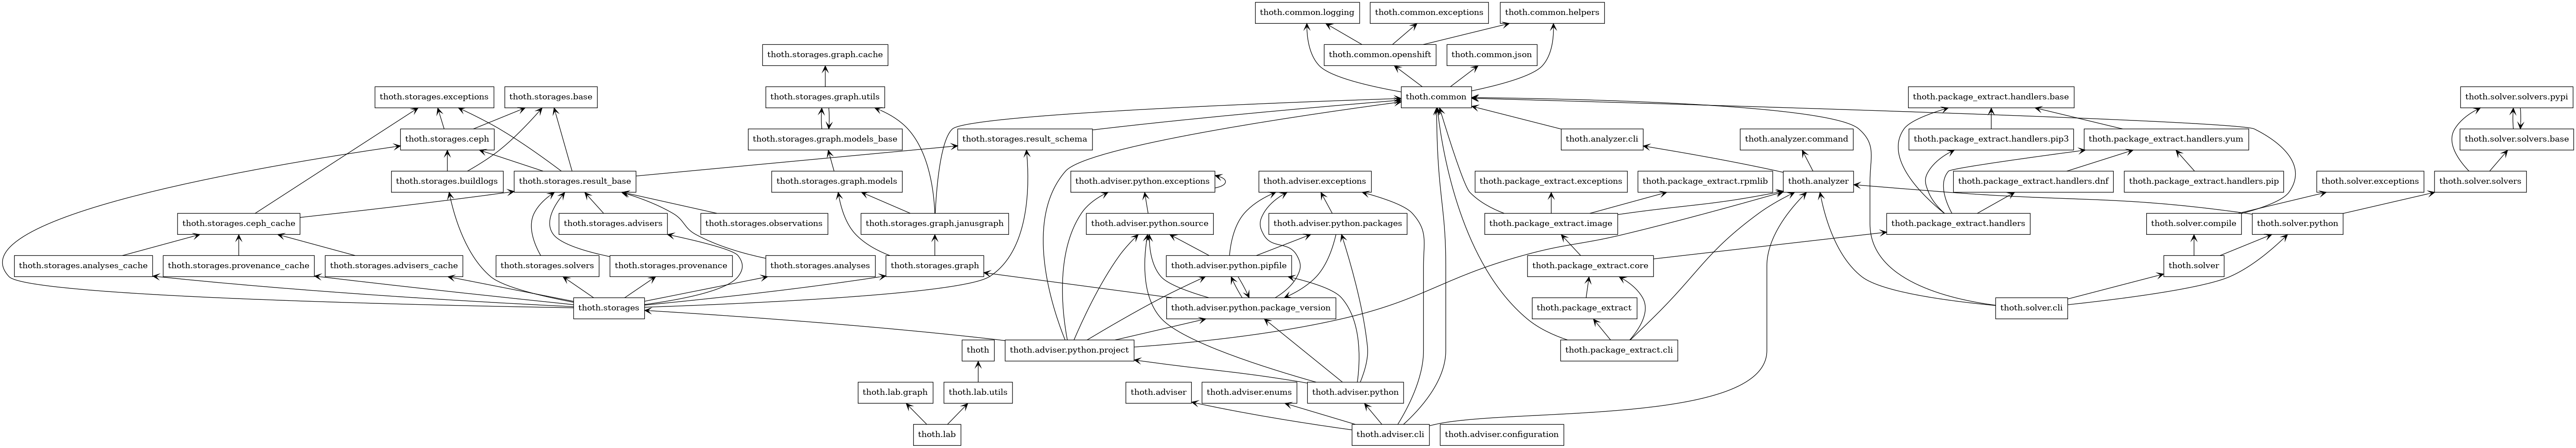 thoth.common.logging
thoth.common.exceptions
thoth.common.helpers
thoth.storages.graph.cache
thoth.common.openshift
thoth.common.json
thoth.storages.exceptions
thoth.storages.base
thoth.storages.graph.utils
thoth.common
thoth.package_extract.handlers.base
thoth.solver.solvers.pypi
thoth.storages.ceph
thoth.storages.graph.models_base
thoth.storages.result_schema
thoth.analyzer.cli
thoth.analyzer.command
thoth.package_extract.handlers.pip3
thoth.package_extract.handlers.yum
thoth.solver.solvers.base
thoth.storages.buildlogs
thoth.storages.result_base
thoth.storages.graph.models
thoth.adviser.python.exceptions
thoth.adviser.exceptions
thoth.package_extract.exceptions
thoth.package_extract.rpmlib
thoth.analyzer
thoth.package_extract.handlers.dnf
thoth.package_extract.handlers.pip
thoth.solver.exceptions
thoth.solver.solvers
thoth.storages.ceph_cache
thoth.storages.advisers
thoth.storages.observations
thoth.storages.graph.janusgraph
thoth.adviser.python.source
thoth.adviser.python.packages
thoth.package_extract.image
thoth.package_extract.handlers
thoth.solver.compile
thoth.solver.python
thoth.storages.analyses_cache
thoth.storages.provenance_cache
thoth.storages.advisers_cache
thoth.storages.solvers
thoth.storages.provenance
thoth.storages.analyses
thoth.storages.graph
thoth.adviser.python.pipfile
thoth.package_extract.core
thoth.solver
thoth.storages
thoth.adviser.python.package_version
thoth.package_extract
thoth.solver.cli
thoth
thoth.adviser.python.project
thoth.package_extract.cli
thoth.lab.graph
thoth.lab.utils
thoth.adviser
thoth.adviser.enums
thoth.adviser.python
thoth.lab
thoth.adviser.cli
thoth.adviser.configuration